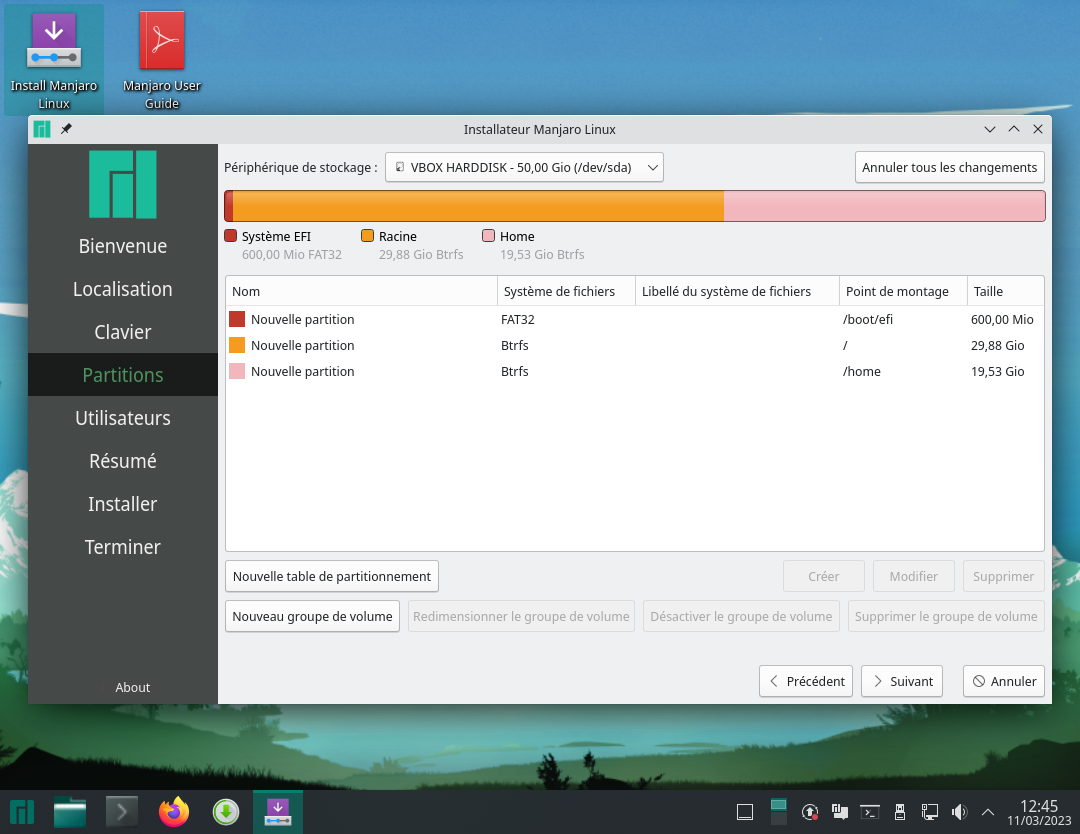 Install Manjaro
Linux
Manjaro User
Guide
Installateur Manjaro Linux
Bienvenue
Localisation
Clavier
Partitions
Utilisateurs
Résumé
Installer
Terminer
About
Périphérique de stockage :
VBOX HARDDISK - 50,00 Gio (/dev/sda)
Annuler tous les changements
Système EFI
600,00 Mio FAT32
Racine
29,88 Gio Btrfs
Home
19,53 Gio Btrfs
Nom Système de fichiers Libellé du système de fichiers Point de montage Taille
Nouvelle partition FAT32 /boot/efi 600,00 Mio
Nouvelle partition Btrfs / 29,88 Gio
Nouvelle partition Btrfs /home 19,53 Gio
Nouvelle table de partitionnement Créer Modifier Supprimer
Nouveau groupe de volume Redimensionner le groupe de volume Désactiver le groupe de volume Supprimer le groupe de volume
Précédent Suivant Annuler
12:45
11/03/2023